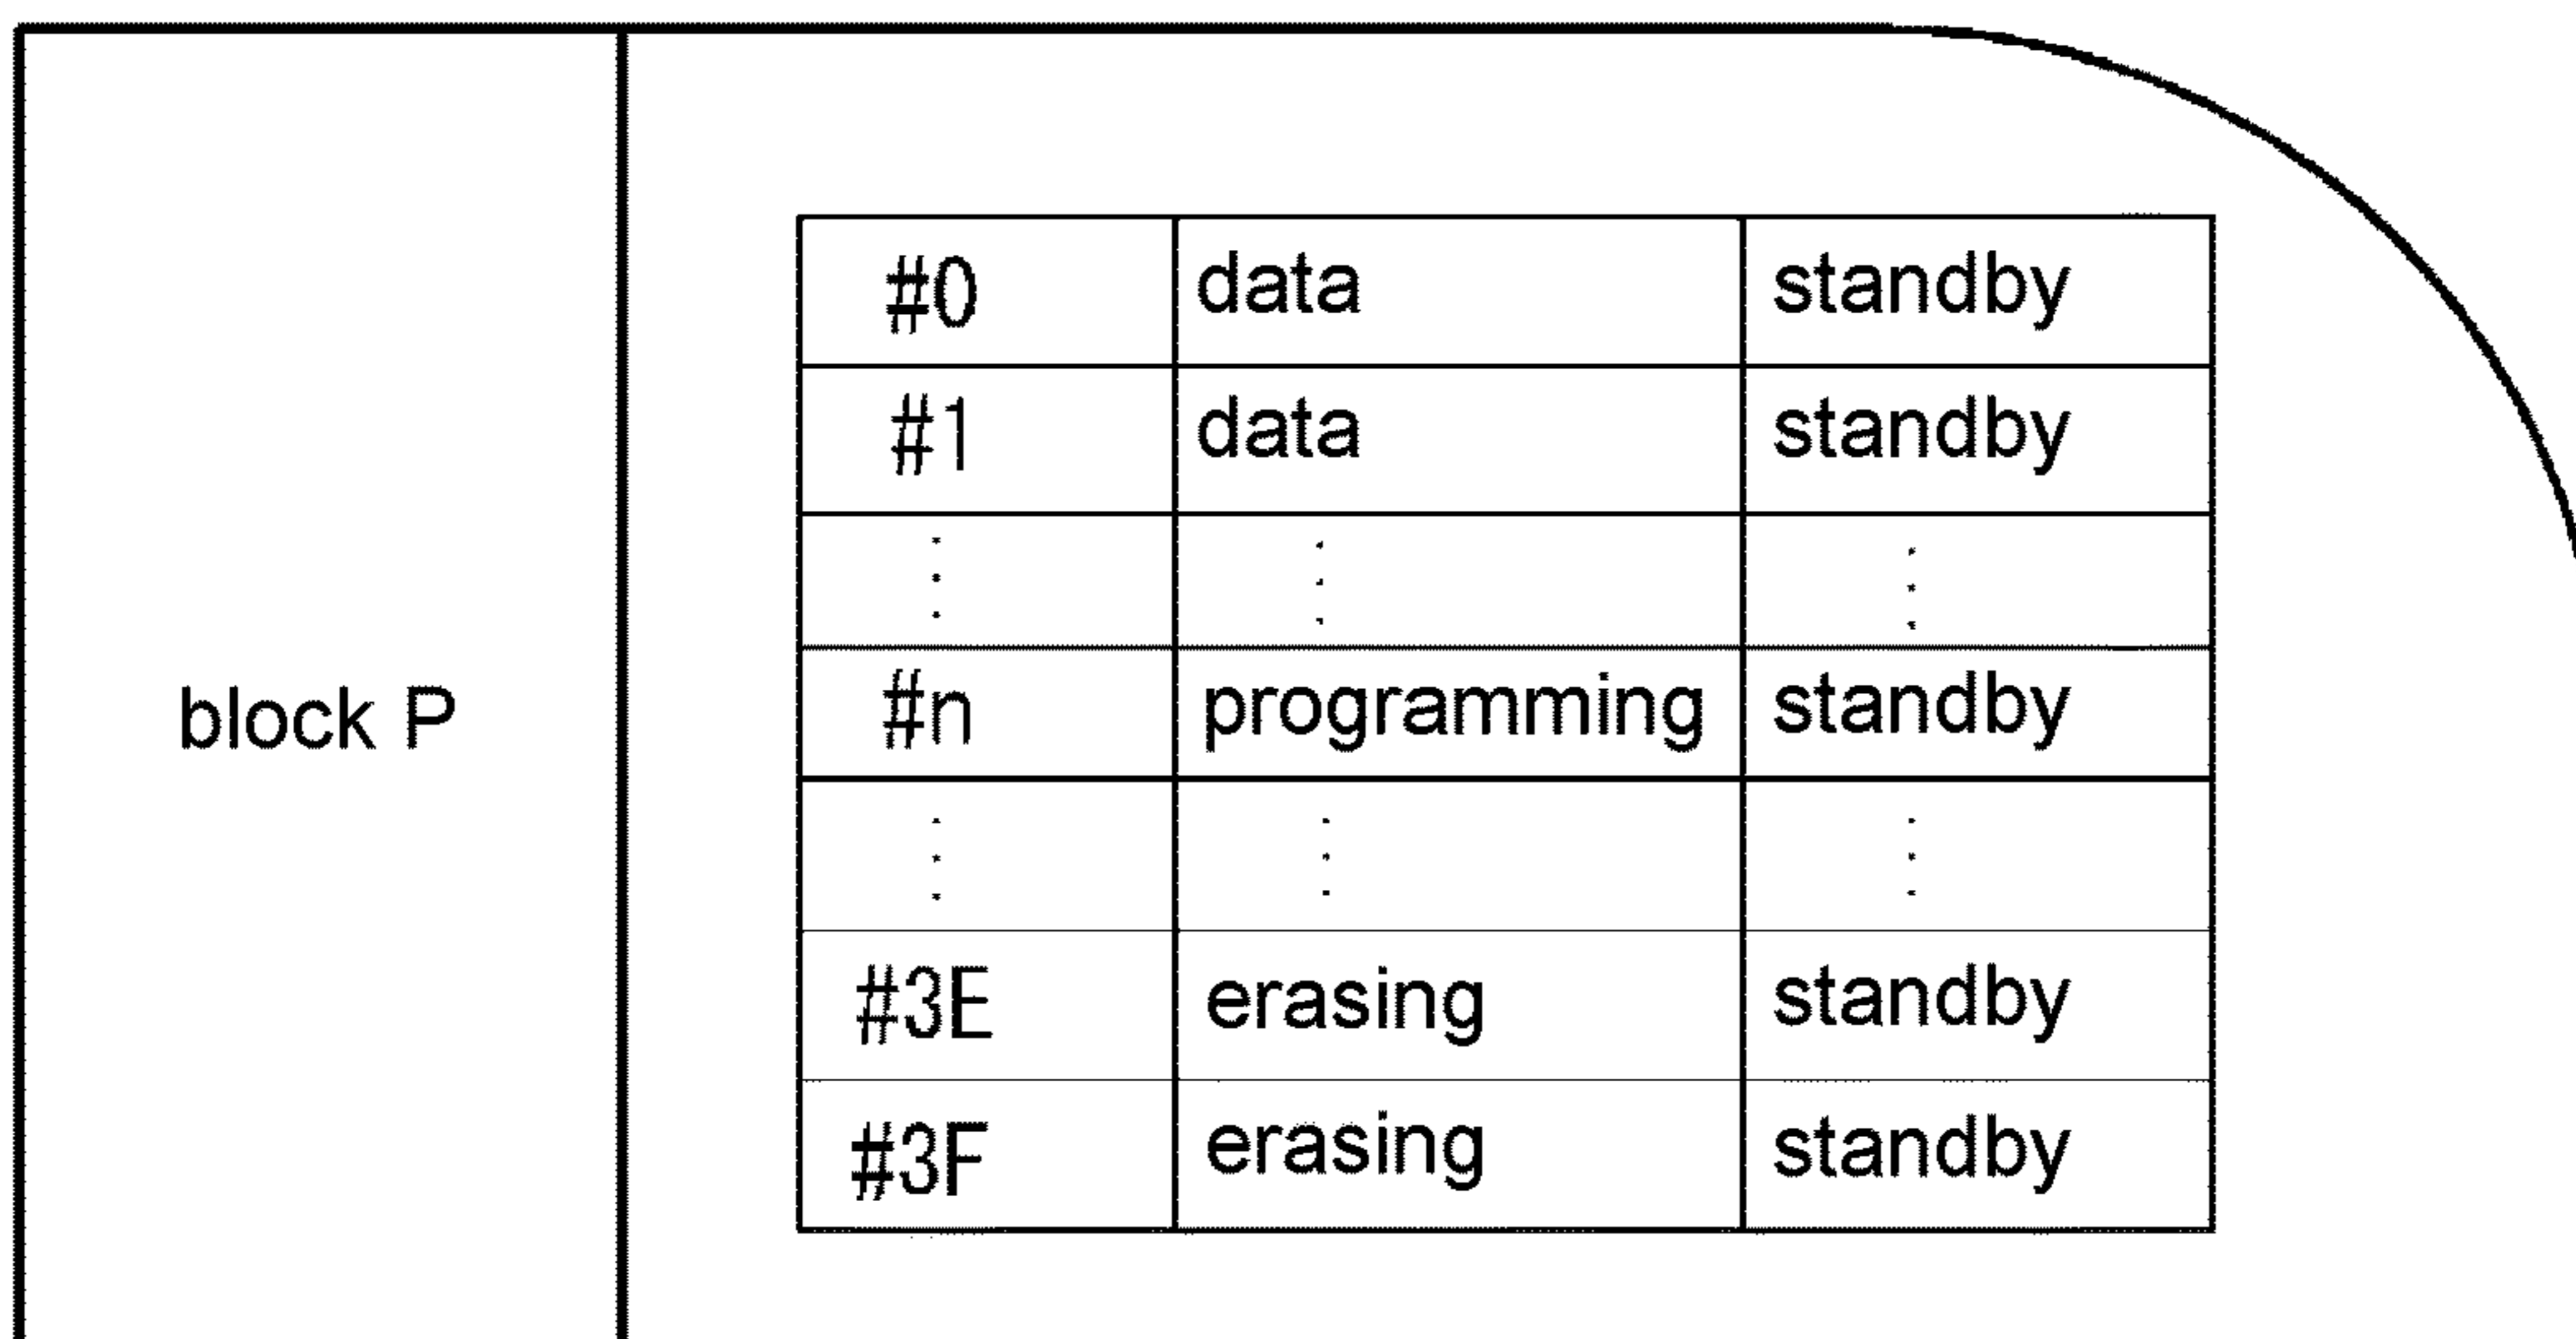 #0 data standby
#1 data standby
⋮ ⋮ ⋮
block P #n programming standby
⋮ ⋮ ⋮
#3E erasing standby
#3F erasing standby